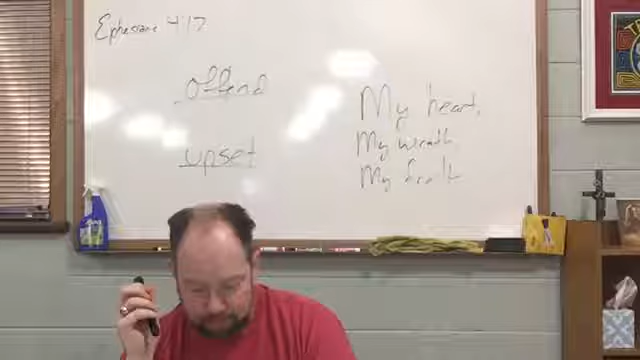 Ephesians 4:17
offend
upset
My heart,
My wrath,
My fault